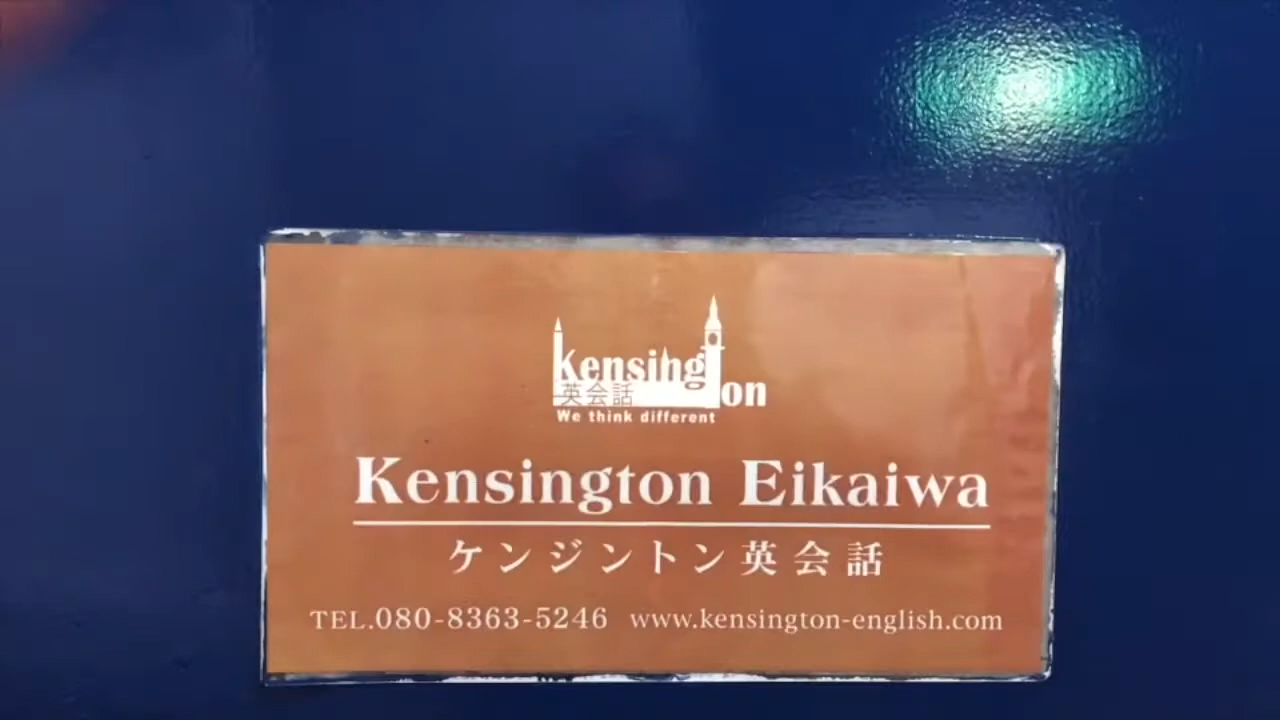 Kensington
英会話
We think different
Kensington Eikaiwa
ケンジントン英会話
TEL.080-8363-5246 www.kensington-english.com